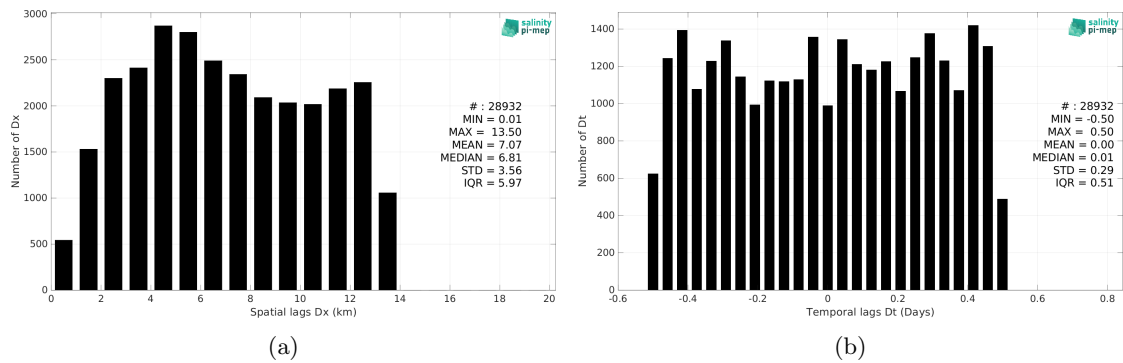 3000
2500
2000
1500
1000
500
0
Number of Dx
0 2 4 6 8 10 12 14 16 18 20
Spatial lags Dx (km)
salinity
pi-mep
# : 28932
MIN = 0.01
MAX = 13.50
MEAN = 7.07
MEDIAN = 6.81
STD = 3.56
IQR = 5.97
(a)
1400
1200
1000
800
600
400
200
0
Number of Dt
-0.6 -0.4 -0.2 0 0.2 0.4 0.6 0.8
Temporal lags Dt (Days)
salinity
pi-mep
# : 28932
MIN = -0.50
MAX = 0.50
MEAN = 0.00
MEDIAN = 0.01
STD = 0.29
IQR = 0.51
(b)